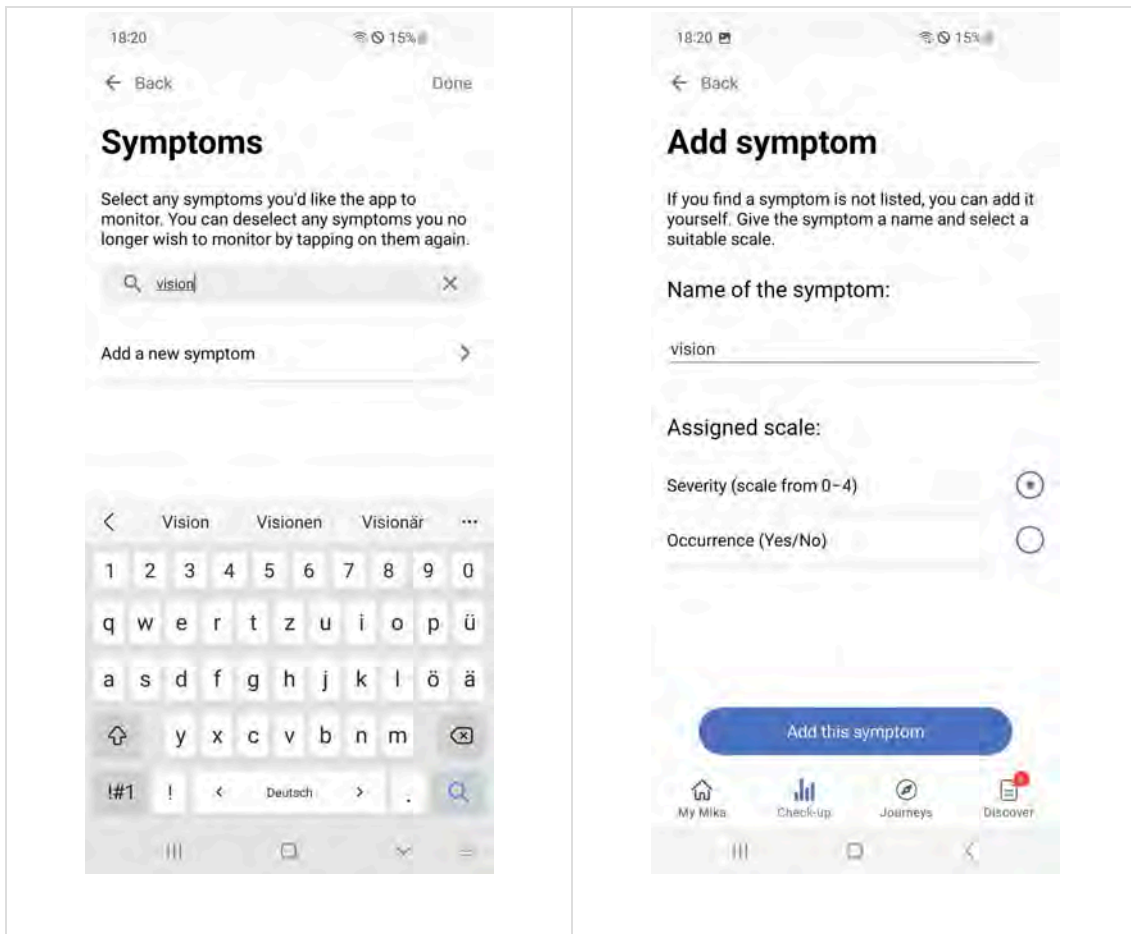 18:20 15%
← Back Done
Symptoms
Select any symptoms you'd like the app to
monitor. You can deselect any symptoms you no
longer wish to monitor by tapping on them again.
vision
Add a new symptom
Vision Visionen Visionär ...
1 2 3 4 5 6 7 8 9 0
q w e r t z u i o p ü
a s d f g h j k l ö ä
y x c v b n m
!#1 ! < Deutsch > .
18:20 15%
← Back
Add symptom
If you find a symptom is not listed, you can add it
yourself. Give the symptom a name and select a
suitable scale.
Name of the symptom:
vision
Assigned scale:
Severity (scale from 0–4)
Occurrence (Yes/No)
Add this symptom
My Mika Check-up Journeys Discover